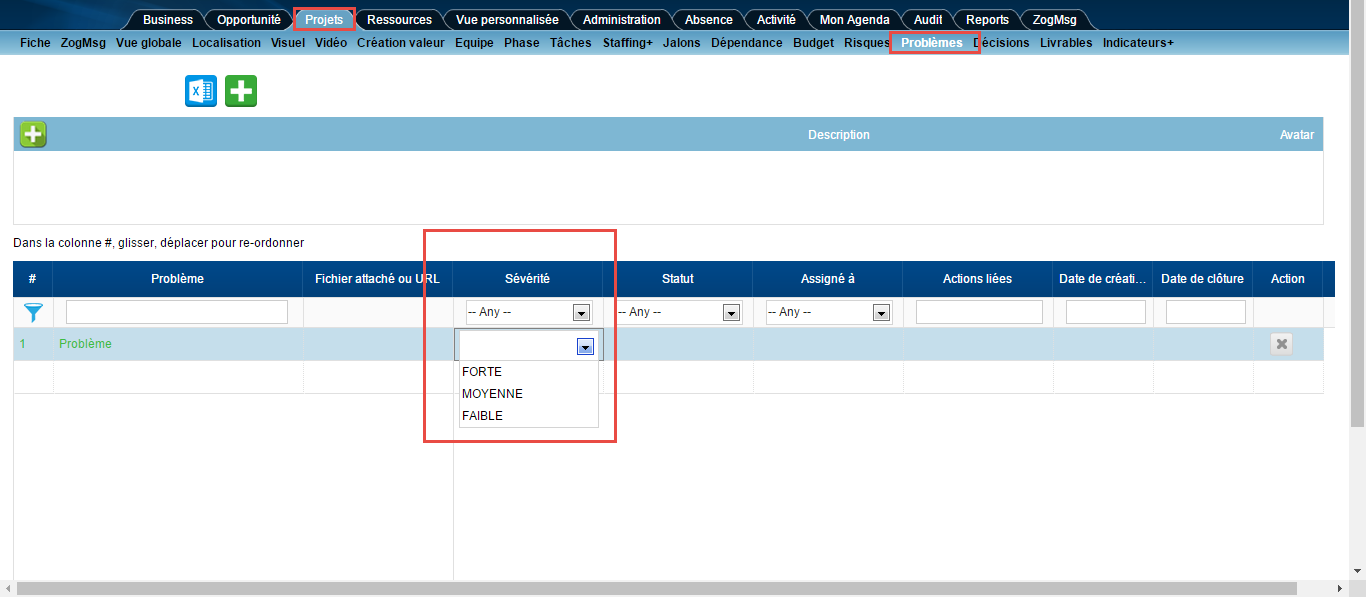 Business Opportunité Projets Ressources Vue personnalisée Administration Absence Activité Mon Agenda Audit Reports ZogMsg
Fiche ZogMsg Vue globale Localisation Visuel Vidéo Création valeur Equipe Phase Tâches Staffing+ Jalons Dépendance Budget Risques Problèmes Décisions Livrables Indicateurs+
Description Avatar
Dans la colonne #, glisser, déplacer pour re-ordonner
# Problème Fichier attaché ou URL Sévérité Statut Assigné à Actions liées Date de créati... Date de clôture Action
-- Any -- -- Any -- -- Any --
1 Problème
FORTE
MOYENNE
FAIBLE